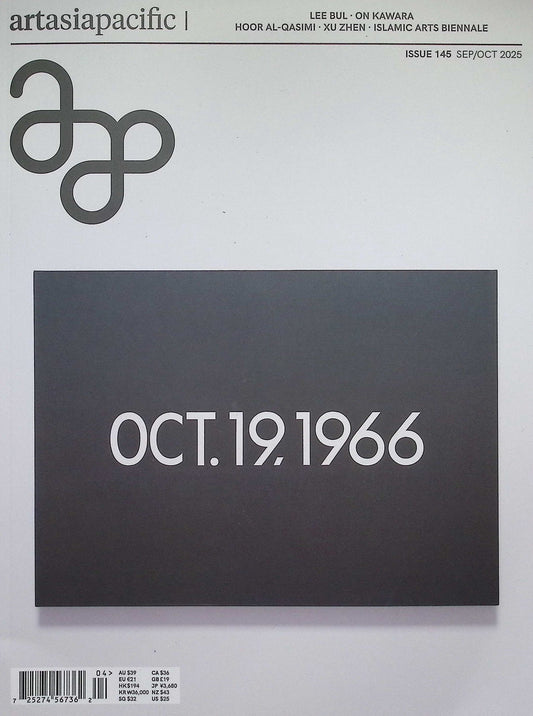 artasiapacific |
LEE BUL · ON KAWARA
HOOR AL-QASIMI · XU ZHEN · ISLAMIC ARTS BIENNALE
ISSUE 145 SEP/OCT 2025
ap
OCT. 19, 1966
04>
AU $39 CA $36
EU €21 GB £19
HK$194 JP ¥3,680
KR ₩36,000 NZ $43
SG $32 US $25
7 25274 56736 2